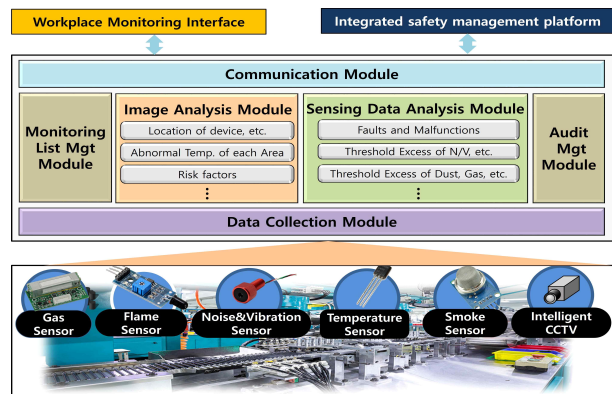 Workplace Monitoring Interface
Integrated safety management platform
Communication Module
Monitoring
List Mgt
Module
Image Analysis Module
Location of device, etc.
Abnormal Temp. of each Area
Risk factors
Sensing Data Analysis Module
Faults and Malfunctions
Threshold Excess of N/V, etc.
Threshold Excess of Dust, Gas, etc.
Audit
Mgt
Module
Data Collection Module
Gas
Sensor
Flame
Sensor
Noise&Vibration
Sensor
Temperature
Sensor
Smoke
Sensor
Intelligent
CCTV